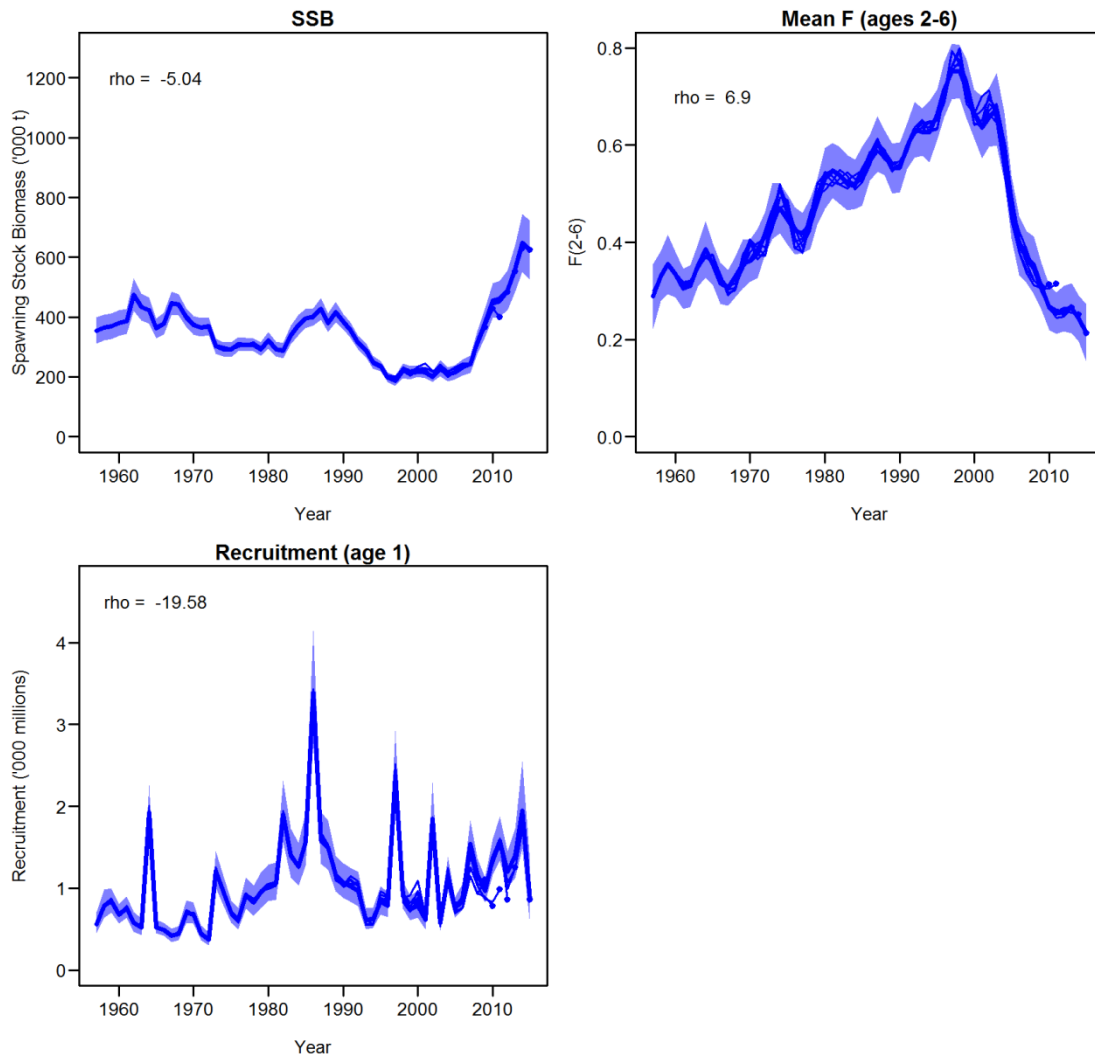 SSB
rho = -5.04
Spawning Stock Biomass ('000 t)
1200
1000
800
600
400
200
0
1960 1970 1980 1990 2000 2010
Year
Mean F (ages 2-6)
rho = 6.9
F(2-6)
0.8
0.6
0.4
0.2
0.0
1960 1970 1980 1990 2000 2010
Year
Recruitment (age 1)
rho = -19.58
Recruitment ('000 millions)
4
3
2
1
0
1960 1970 1980 1990 2000 2010
Year